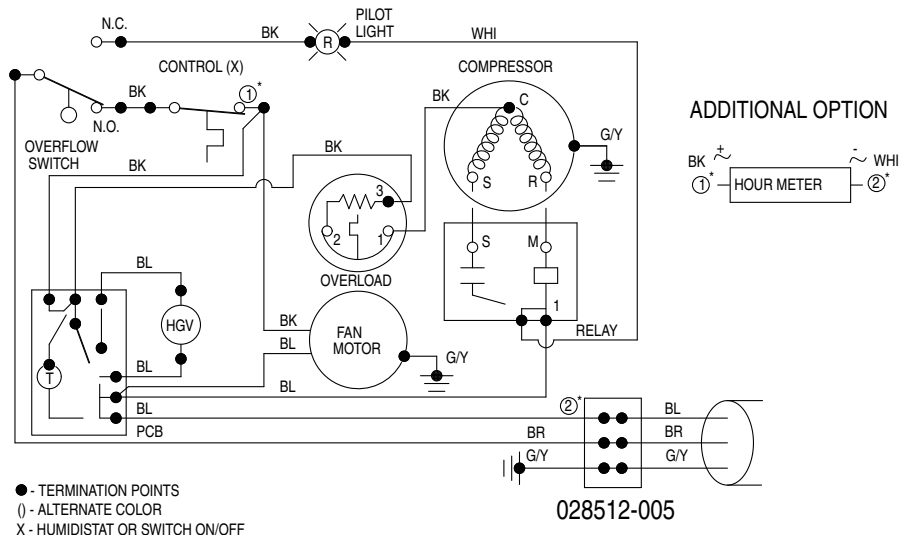 N.C.
BK
R
PILOT
LIGHT
WHI
CONTROL (X)
BK
1*
N.O.
OVERFLOW
SWITCH
BK
BK
COMPRESSOR
BK
C
G/Y
S
R
ADDITIONAL OPTION
BK
+
~
1*
HOUR METER
-
~
WHI
2*
3
2
1
OVERLOAD
S
M
1
RELAY
BL
HGV
BK
FAN
MOTOR
BL
G/Y
T
BL
BL
BL
PCB
2*
BL
BR
BR
G/Y
G/Y
028512-005
● - TERMINATION POINTS
() - ALTERNATE COLOR
X - HUMIDISTAT OR SWITCH ON/OFF